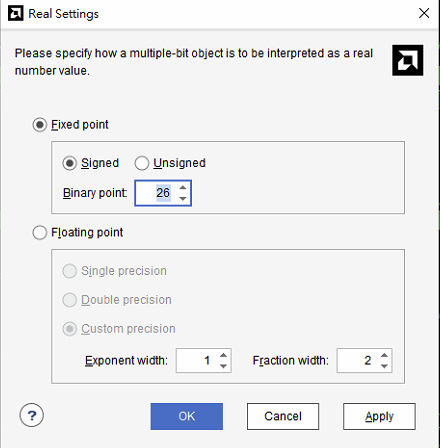 Real Settings
Please specify how a multiple-bit object is to be interpreted as a real
number value.
Fixed point
Signed Unsigned
Binary point: 26
Floating point
Single precision
Double precision
Custom precision
Exponent width: 1 Fraction width: 2
? OK Cancel Apply